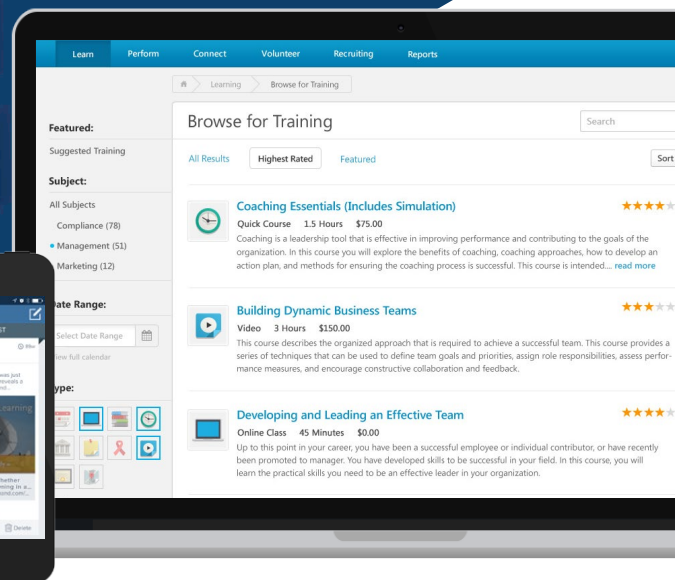 Learn Perform Connect Volunteer Recruiting Reports
Learning Browse for Training
Featured:
Suggested Training
Subject:
All Subjects
Compliance (78)
Management (51)
Marketing (12)
Date Range:
Select Date Range
view full calendar
ype:
Browse for Training
Search
All Results Highest Rated Featured Sort
Coaching Essentials (Includes Simulation)
Quick Course 1.5 Hours $75.00
Coaching is a leadership tool that is effective in improving performance and contributing to the goals of the
organization. In this course you will explore the benefits of coaching, coaching approaches, how to develop an
action plan, and methods for ensuring the coaching process is successful. This course is intended.... read more
Building Dynamic Business Teams
Video 3 Hours $150.00
This course describes the organized approach that is required to achieve a successful team. This course provides a
series of techniques that can be used to define team goals and priorities, assign role responsibilities, assess perfor-
mance measures, and encourage constructive collaboration and feedback.
Developing and Leading an Effective Team
Online Class 45 Minutes $0.00
Up to this point in your career, you have been a successful employee or individual contributor, or have recently
been promoted to manager. You have developed skills to be successful in your field. In this course, you will
learn the practical skills you need to be an effective leader in your organization.
was just
reveals a
earning
hether
ming in a...
ond.com/...
Delete